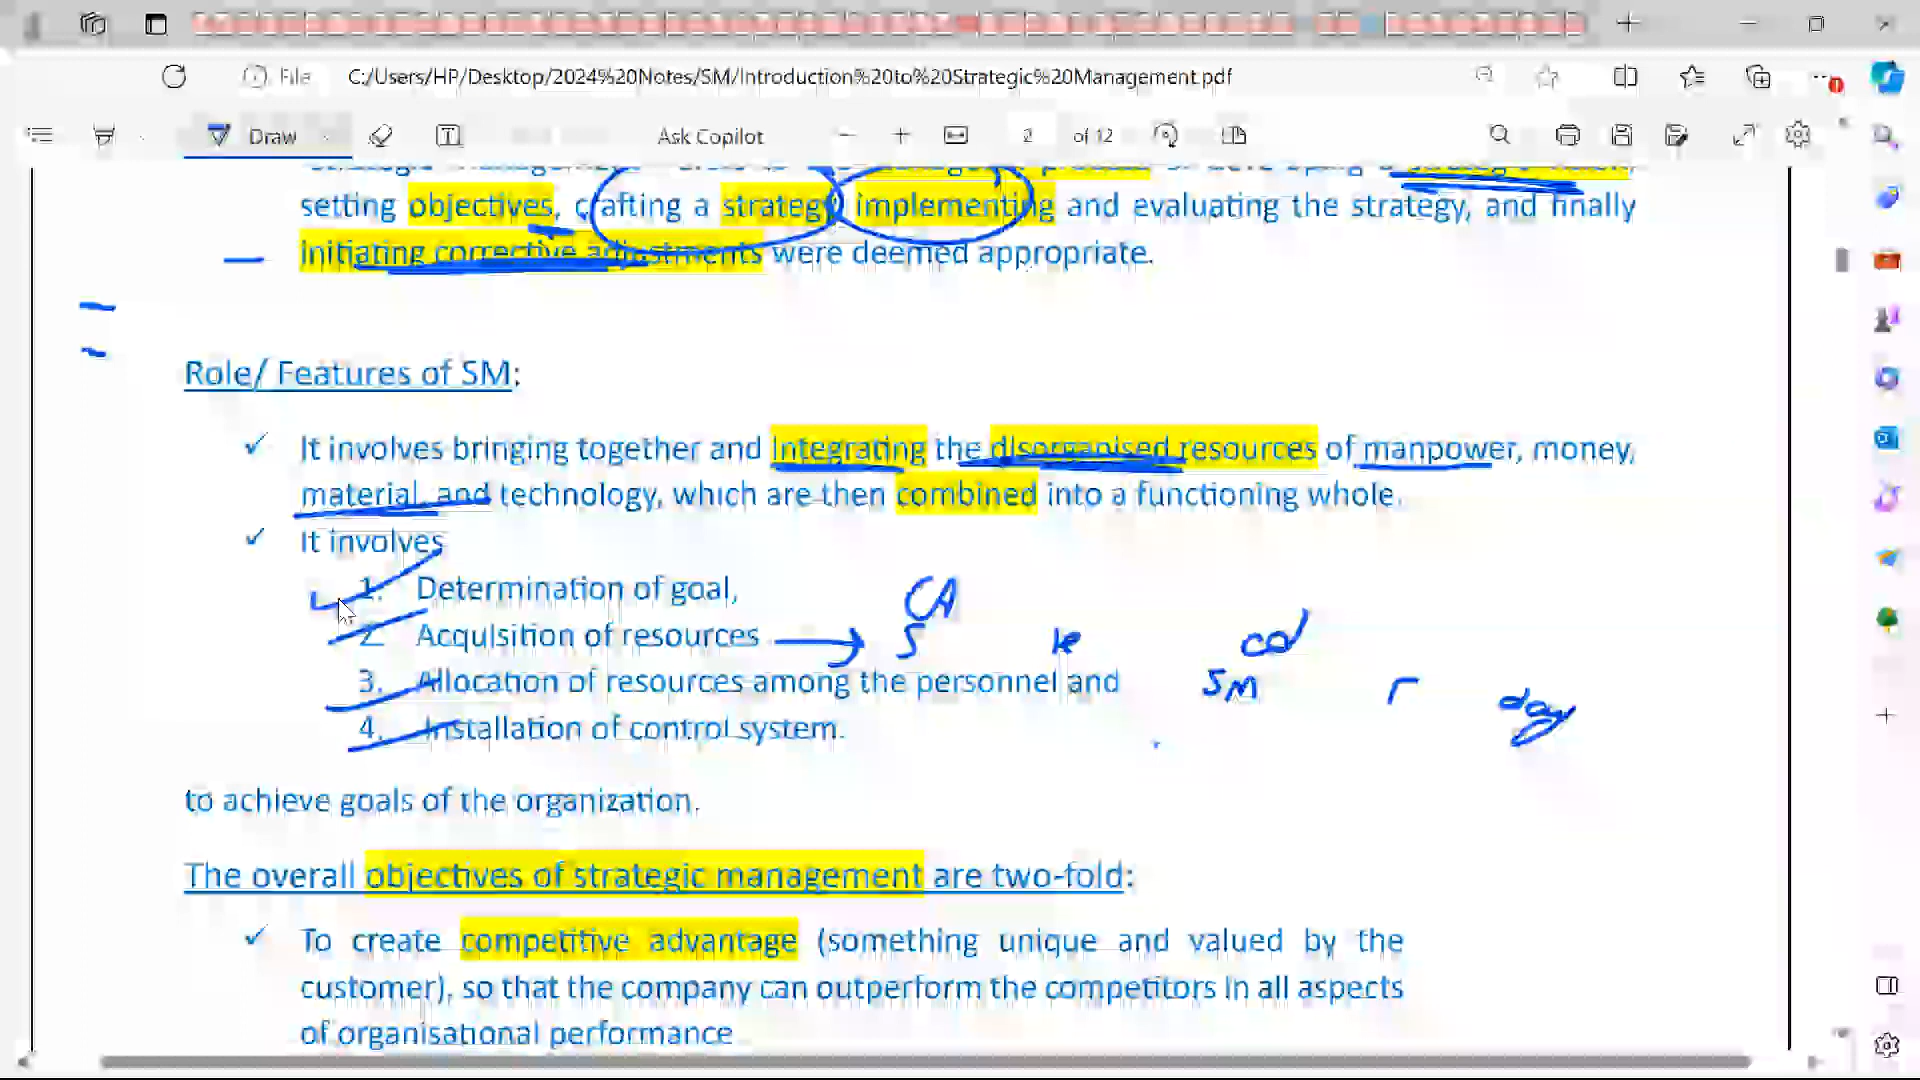 File C:/Users/HP/Desktop/2024%20Notes/SM/Introduction%20to%20Strategic%20Management.pdf
Draw Ask Copilot 2 of 12
setting objectives, crafting a strategy implementing and evaluating the strategy, and finally
initiating corrective adjustments were deemed appropriate.
Role/ Features of SM:
It involves bringing together and integrating the disorganised resources of manpower, money,
material, and technology, which are then combined into a functioning whole.
It involves
1. Determination of goal,
CA
2. Acquisition of resources
S
3. Allocation of resources among the personnel and
SM
4. Installation of control system.
to achieve goals of the organization.
The overall objectives of strategic management are two-fold:
To create competitive advantage (something unique and valued by the
customer), so that the company can outperform the competitors in all aspects
of organisational performance